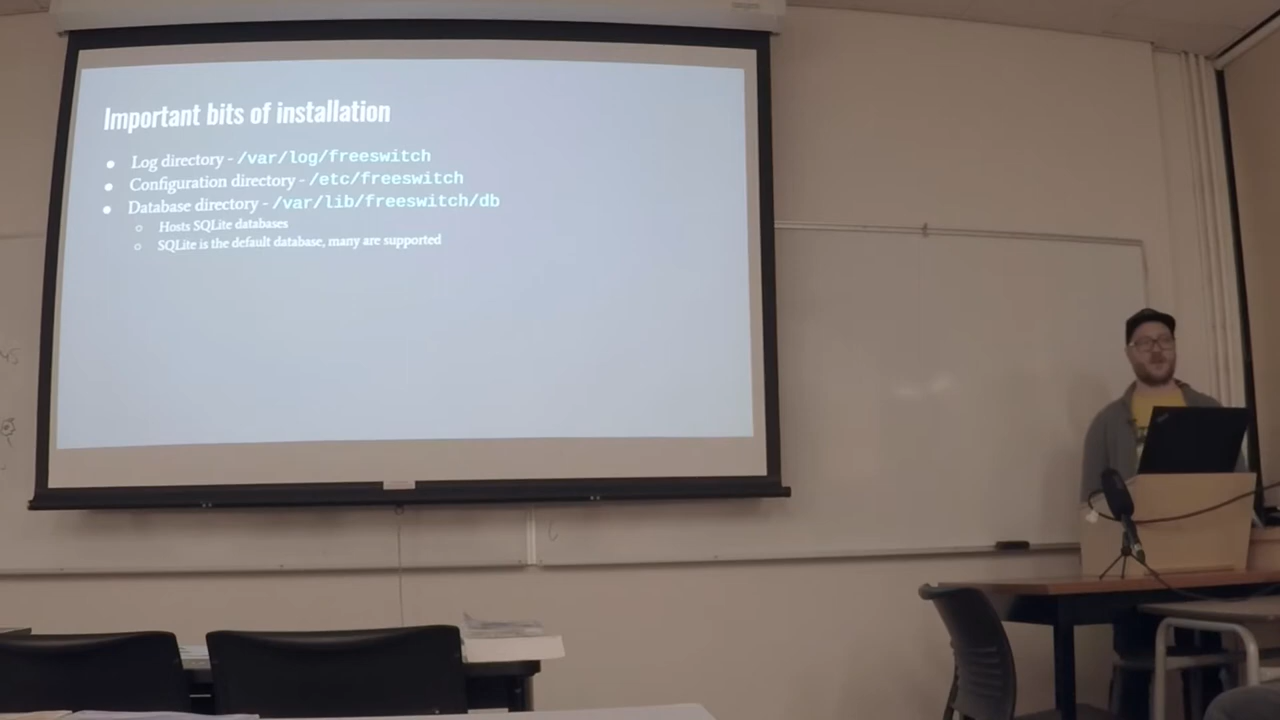 Important bits of installation
● Log directory - /var/log/freeswitch
● Configuration directory - /etc/freeswitch
● Database directory - /var/lib/freeswitch/db
○ Hosts SQLite databases
○ SQLite is the default database, many are supported